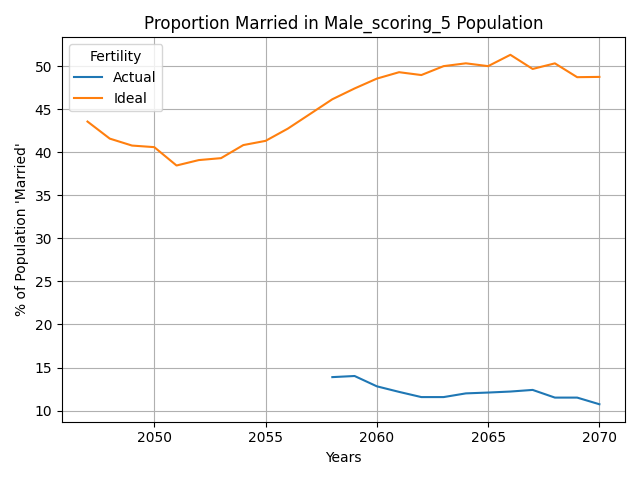 Proportion Married in Male_scoring_5 Population
Fertility
Actual
Ideal
50
45
40
35
30
25
20
15
10
% of Population 'Married'
2050
2055
2060
2065
2070
Years